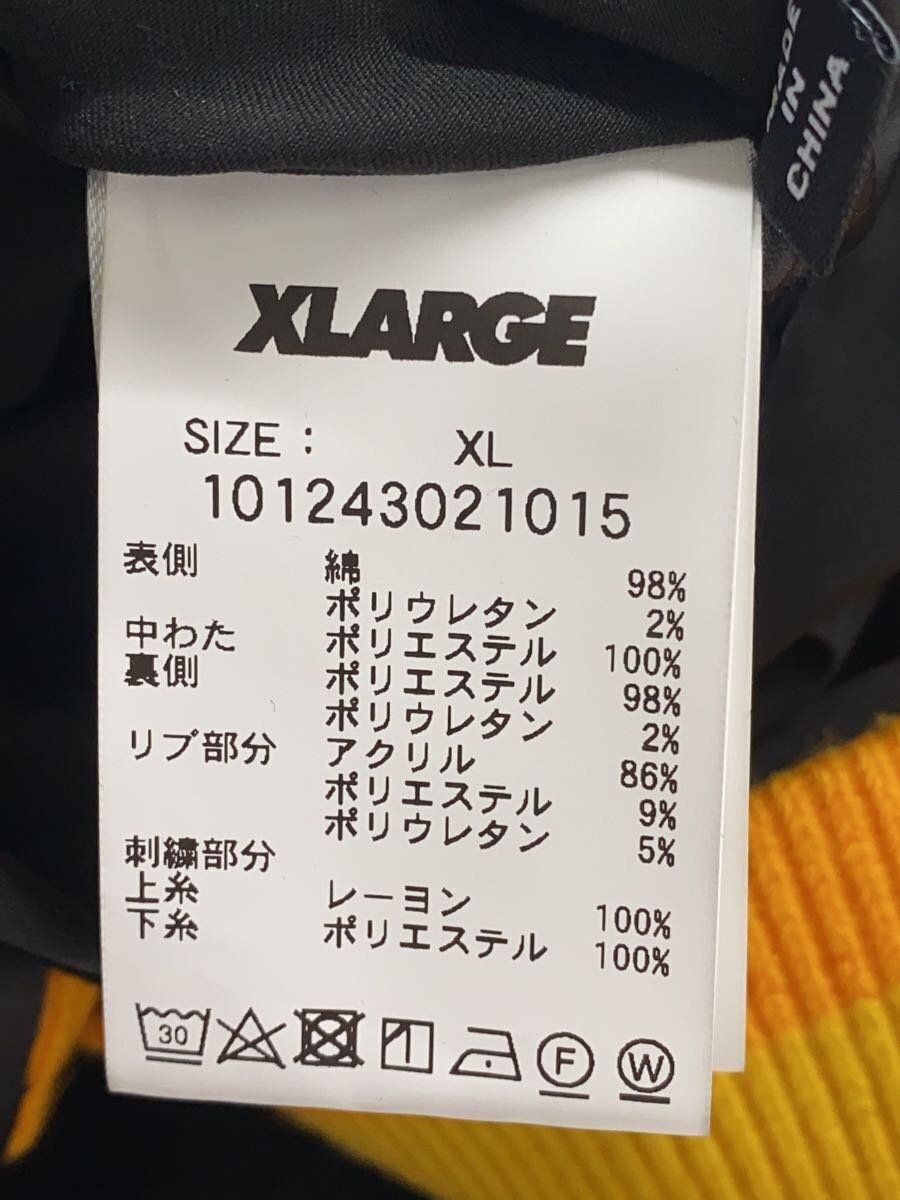 MADE
IN
CHINA
XLARGE
SIZE : XL
101243021015
表側 綿 98%
ポリウレタン 2%
中わた ポリエステル 100%
裏側 ポリエステル 98%
ポリウレタン 2%
リブ部分 アクリル 86%
ポリエステル 9%
ポリウレタン 5%
刺繍部分
上糸 レーヨン 100%
下糸 ポリエステル 100%
30 F W